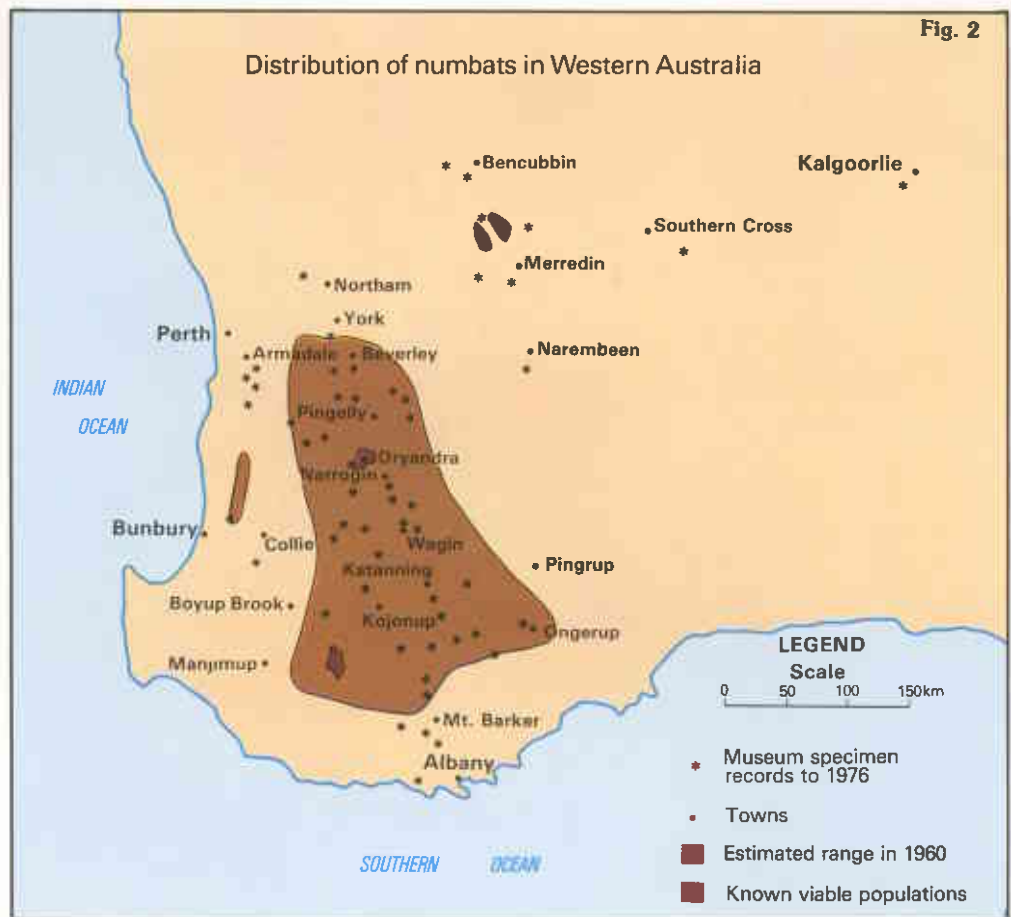 Fig. 2
Distribution of numbats in Western Australia
Bencubbin
Kalgoorlie
Southern Cross
Merredin
Northam
York
Perth
Armadale
Beverley
Narembeen
INDIAN
OCEAN
Pingelly
Dryandra
Narrogin
Bunbury
Collie
Wagin
Katanning
Pingrup
Boyup Brook
Kojonup
Ongerup
Manjimup
LEGEND
Scale
0 50 100 150km
Mt. Barker
Albany
Museum specimen
records to 1976
Towns
Estimated range in 1960
Known viable populations
SOUTHERN OCEAN